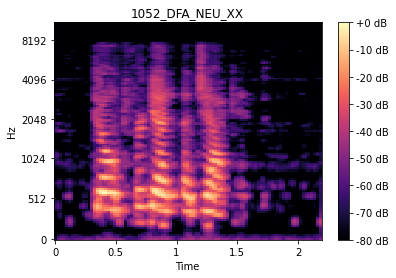 1052_DFA_NEU_XX
8192
4096
2048
1024
512
0
Hz
0
0.5
1
1.5
2
Time
+0 dB
-10 dB
-20 dB
-30 dB
-40 dB
-50 dB
-60 dB
-70 dB
-80 dB